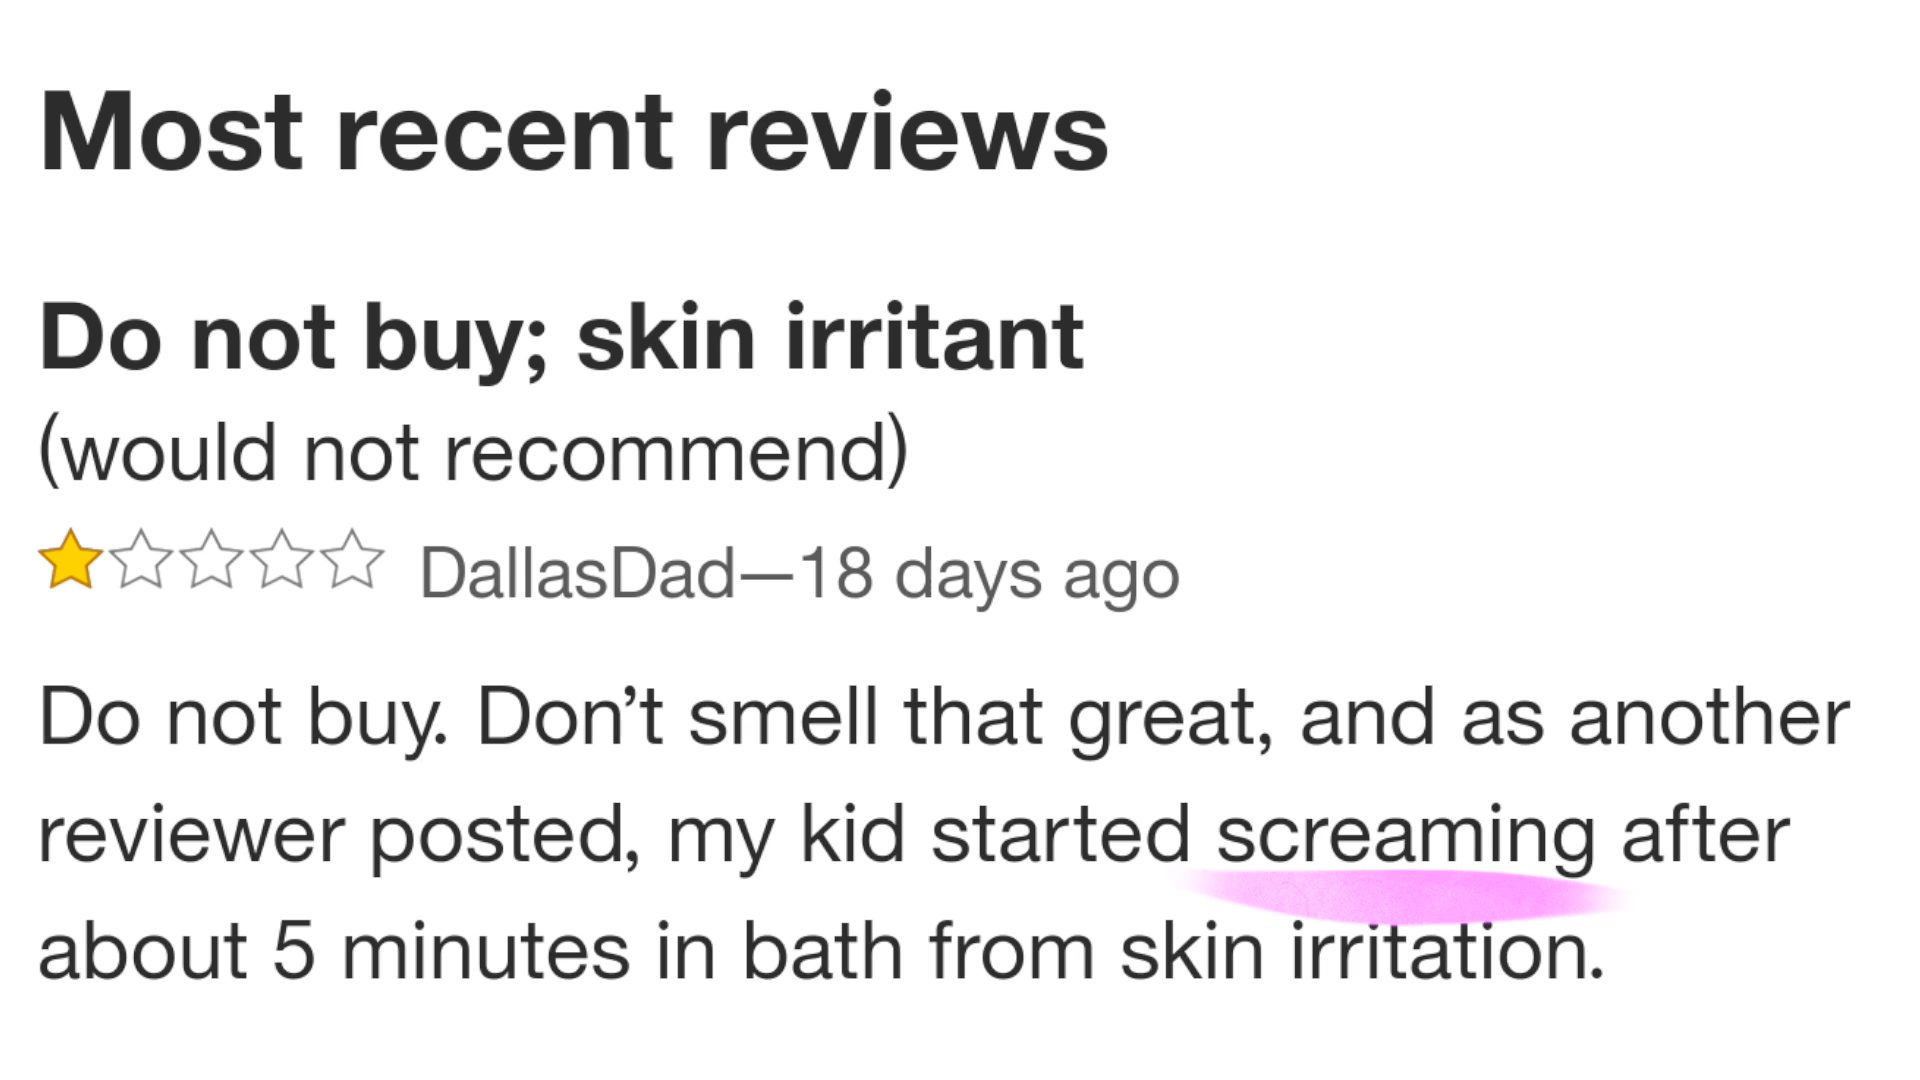 Most recent reviews
Do not buy; skin irritant
(would not recommend)
DallasDad—18 days ago
Do not buy. Don’t smell that great, and as another
reviewer posted, my kid started screaming after
about 5 minutes in bath from skin irritation.